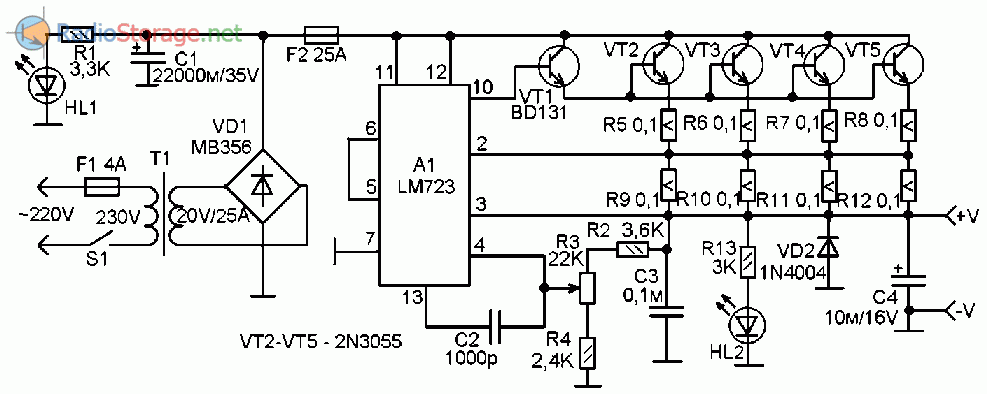 RadioStorage.net
R1
3,3K
C1
22000м/35V
HL1
F2 25A
11
12
10
VT1
BD131
VT2
VT3
VT4
VT5
R5 0,1
R6 0,1
R7 0,1
R8 0,1
6
5
7
A1
LM723
2
3
4
13
VD1
MB356
F1 4A
T1
~220V
230V
20V/25A
S1
R9 0,1
R10 0,1
R11 0,1
R12 0,1
+V
R2 3,6K
R3
22K
C3
0,1м
R13
3K
VD2
1N4004
C4
10м/16V
-V
C2
1000p
R4
2,4K
HL2
VT2-VT5 - 2N3055